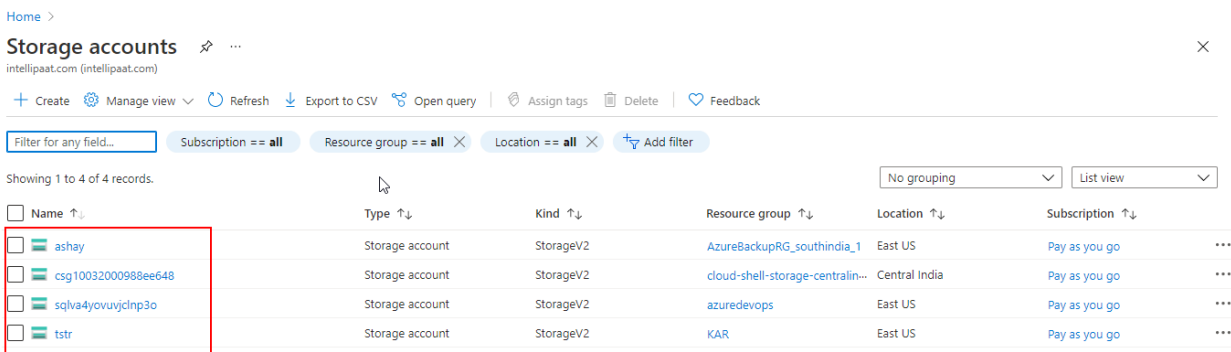 Home >
Storage accounts ...
intellipaat.com (intellipaat.com)
Create Manage view Refresh Export to CSV Open query Assign tags Delete Feedback
Filter for any field... Subscription == all Resource group == all Location == all Add filter
Showing 1 to 4 of 4 records. No grouping List view
Name Type Kind Resource group Location Subscription
ashay Storage account StorageV2 AzureBackupRG_southindia_1 East US Pay as you go ...
csg10032000988ee648 Storage account StorageV2 cloud-shell-storage-centralin... Central India Pay as you go ...
sqlva4yovuvjclnp3o Storage account StorageV2 azuredevops East US Pay as you go ...
tstr Storage account StorageV2 KAR East US Pay as you go ...